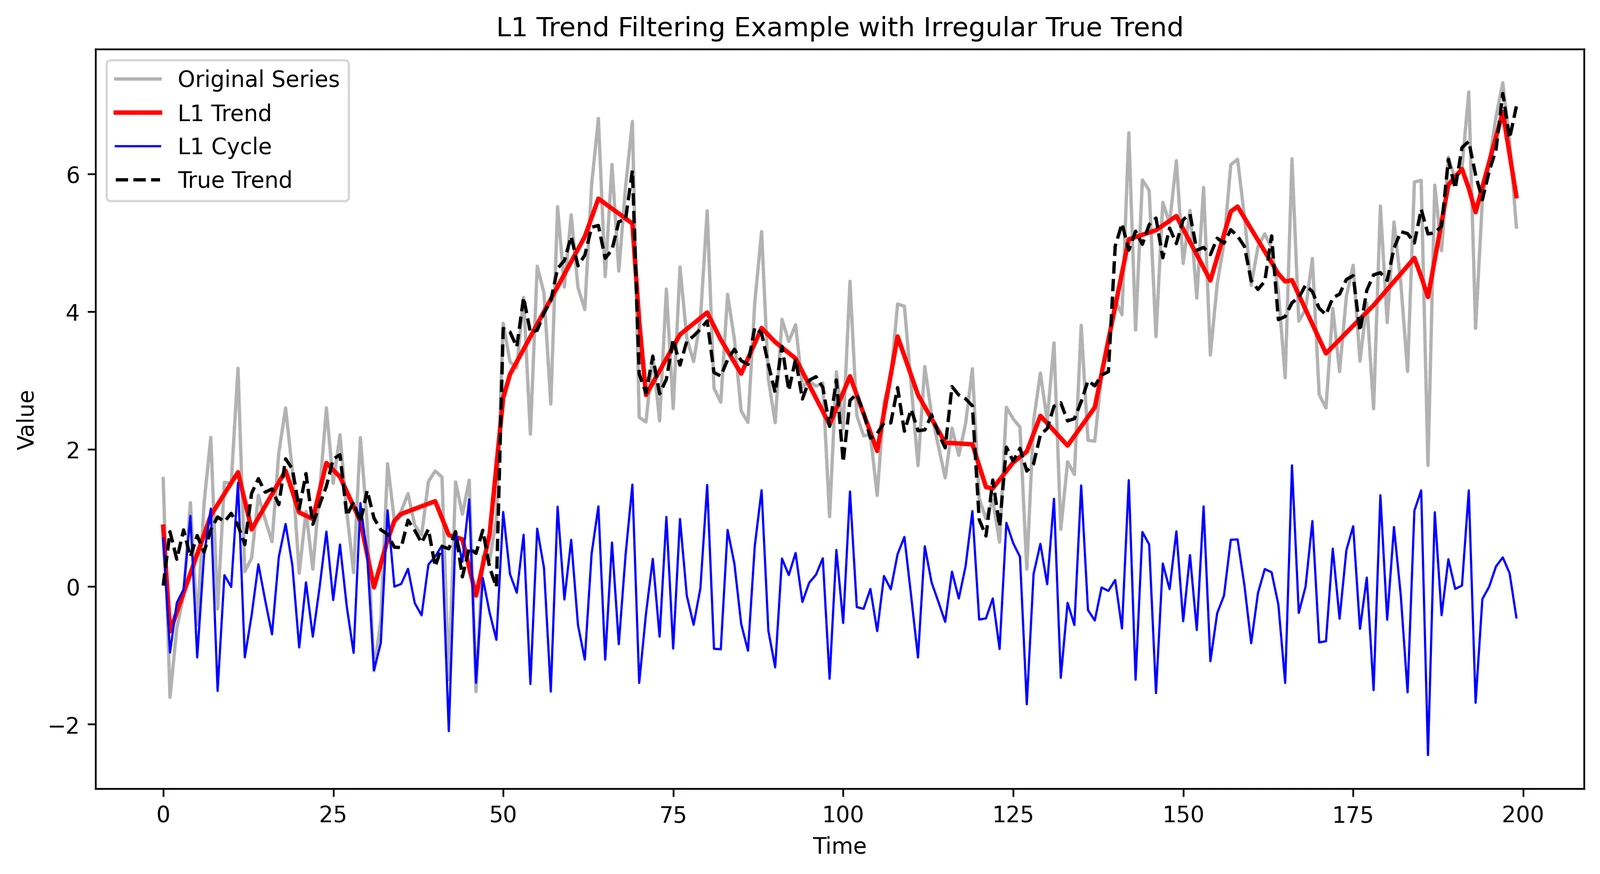 L1 Trend Filtering Example with Irregular True Trend
Original Series
L1 Trend
L1 Cycle
True Trend
Value
6
4
2
0
−2
0 25 50 75 100 125 150 175 200
Time